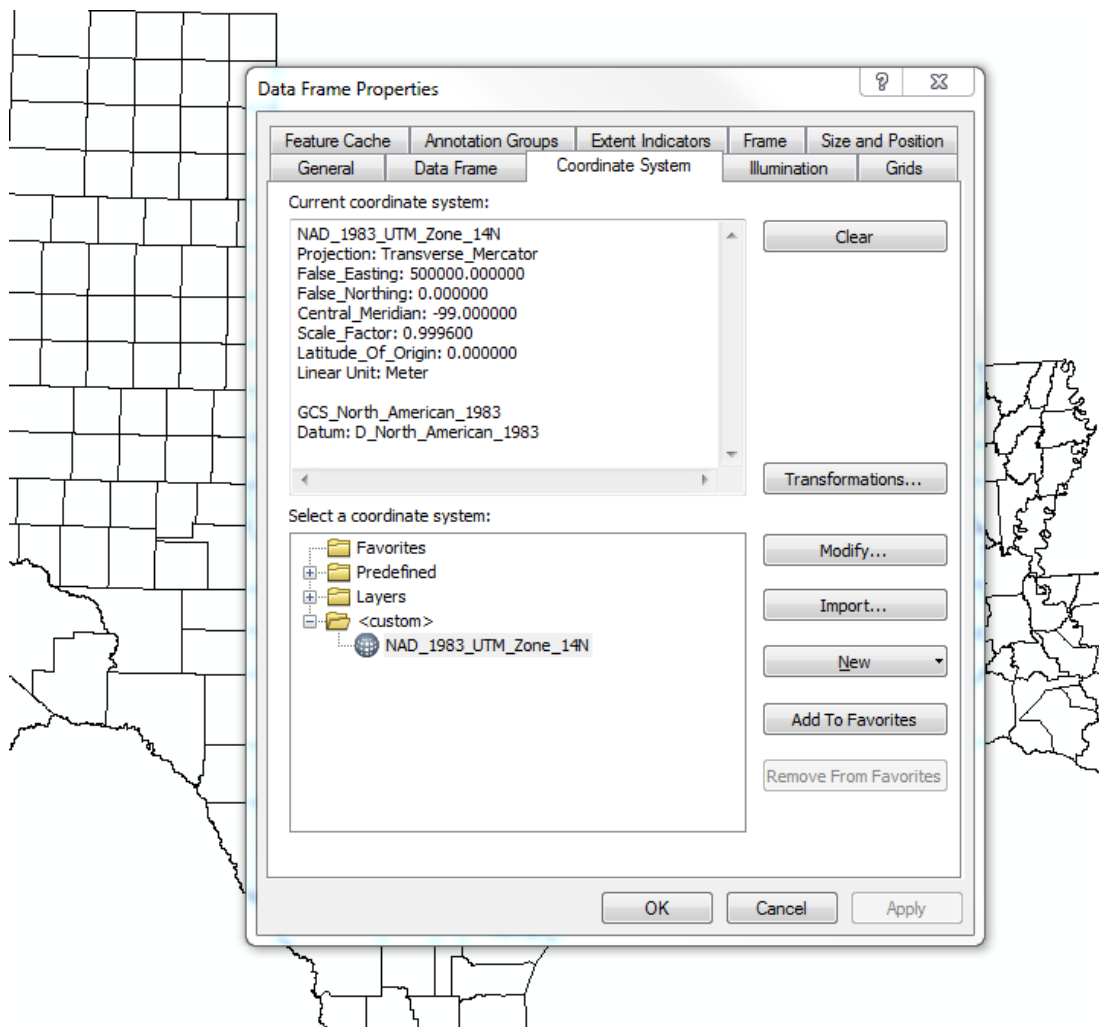 Data Frame Properties
Feature Cache Annotation Groups Extent Indicators Frame Size and Position
General Data Frame Coordinate System Illumination Grids
Current coordinate system:
NAD_1983_UTM_Zone_14N
Projection: Transverse_Mercator
False_Easting: 500000.000000
False_Northing: 0.000000
Central_Meridian: -99.000000
Scale_Factor: 0.999600
Latitude_Of_Origin: 0.000000
Linear Unit: Meter
GCS_North_American_1983
Datum: D_North_American_1983
Clear
Transformations...
Select a coordinate system:
Favorites
Predefined
Layers
<custom>
NAD_1983_UTM_Zone_14N
Modify...
Import...
New
Add To Favorites
Remove From Favorites
OK Cancel Apply